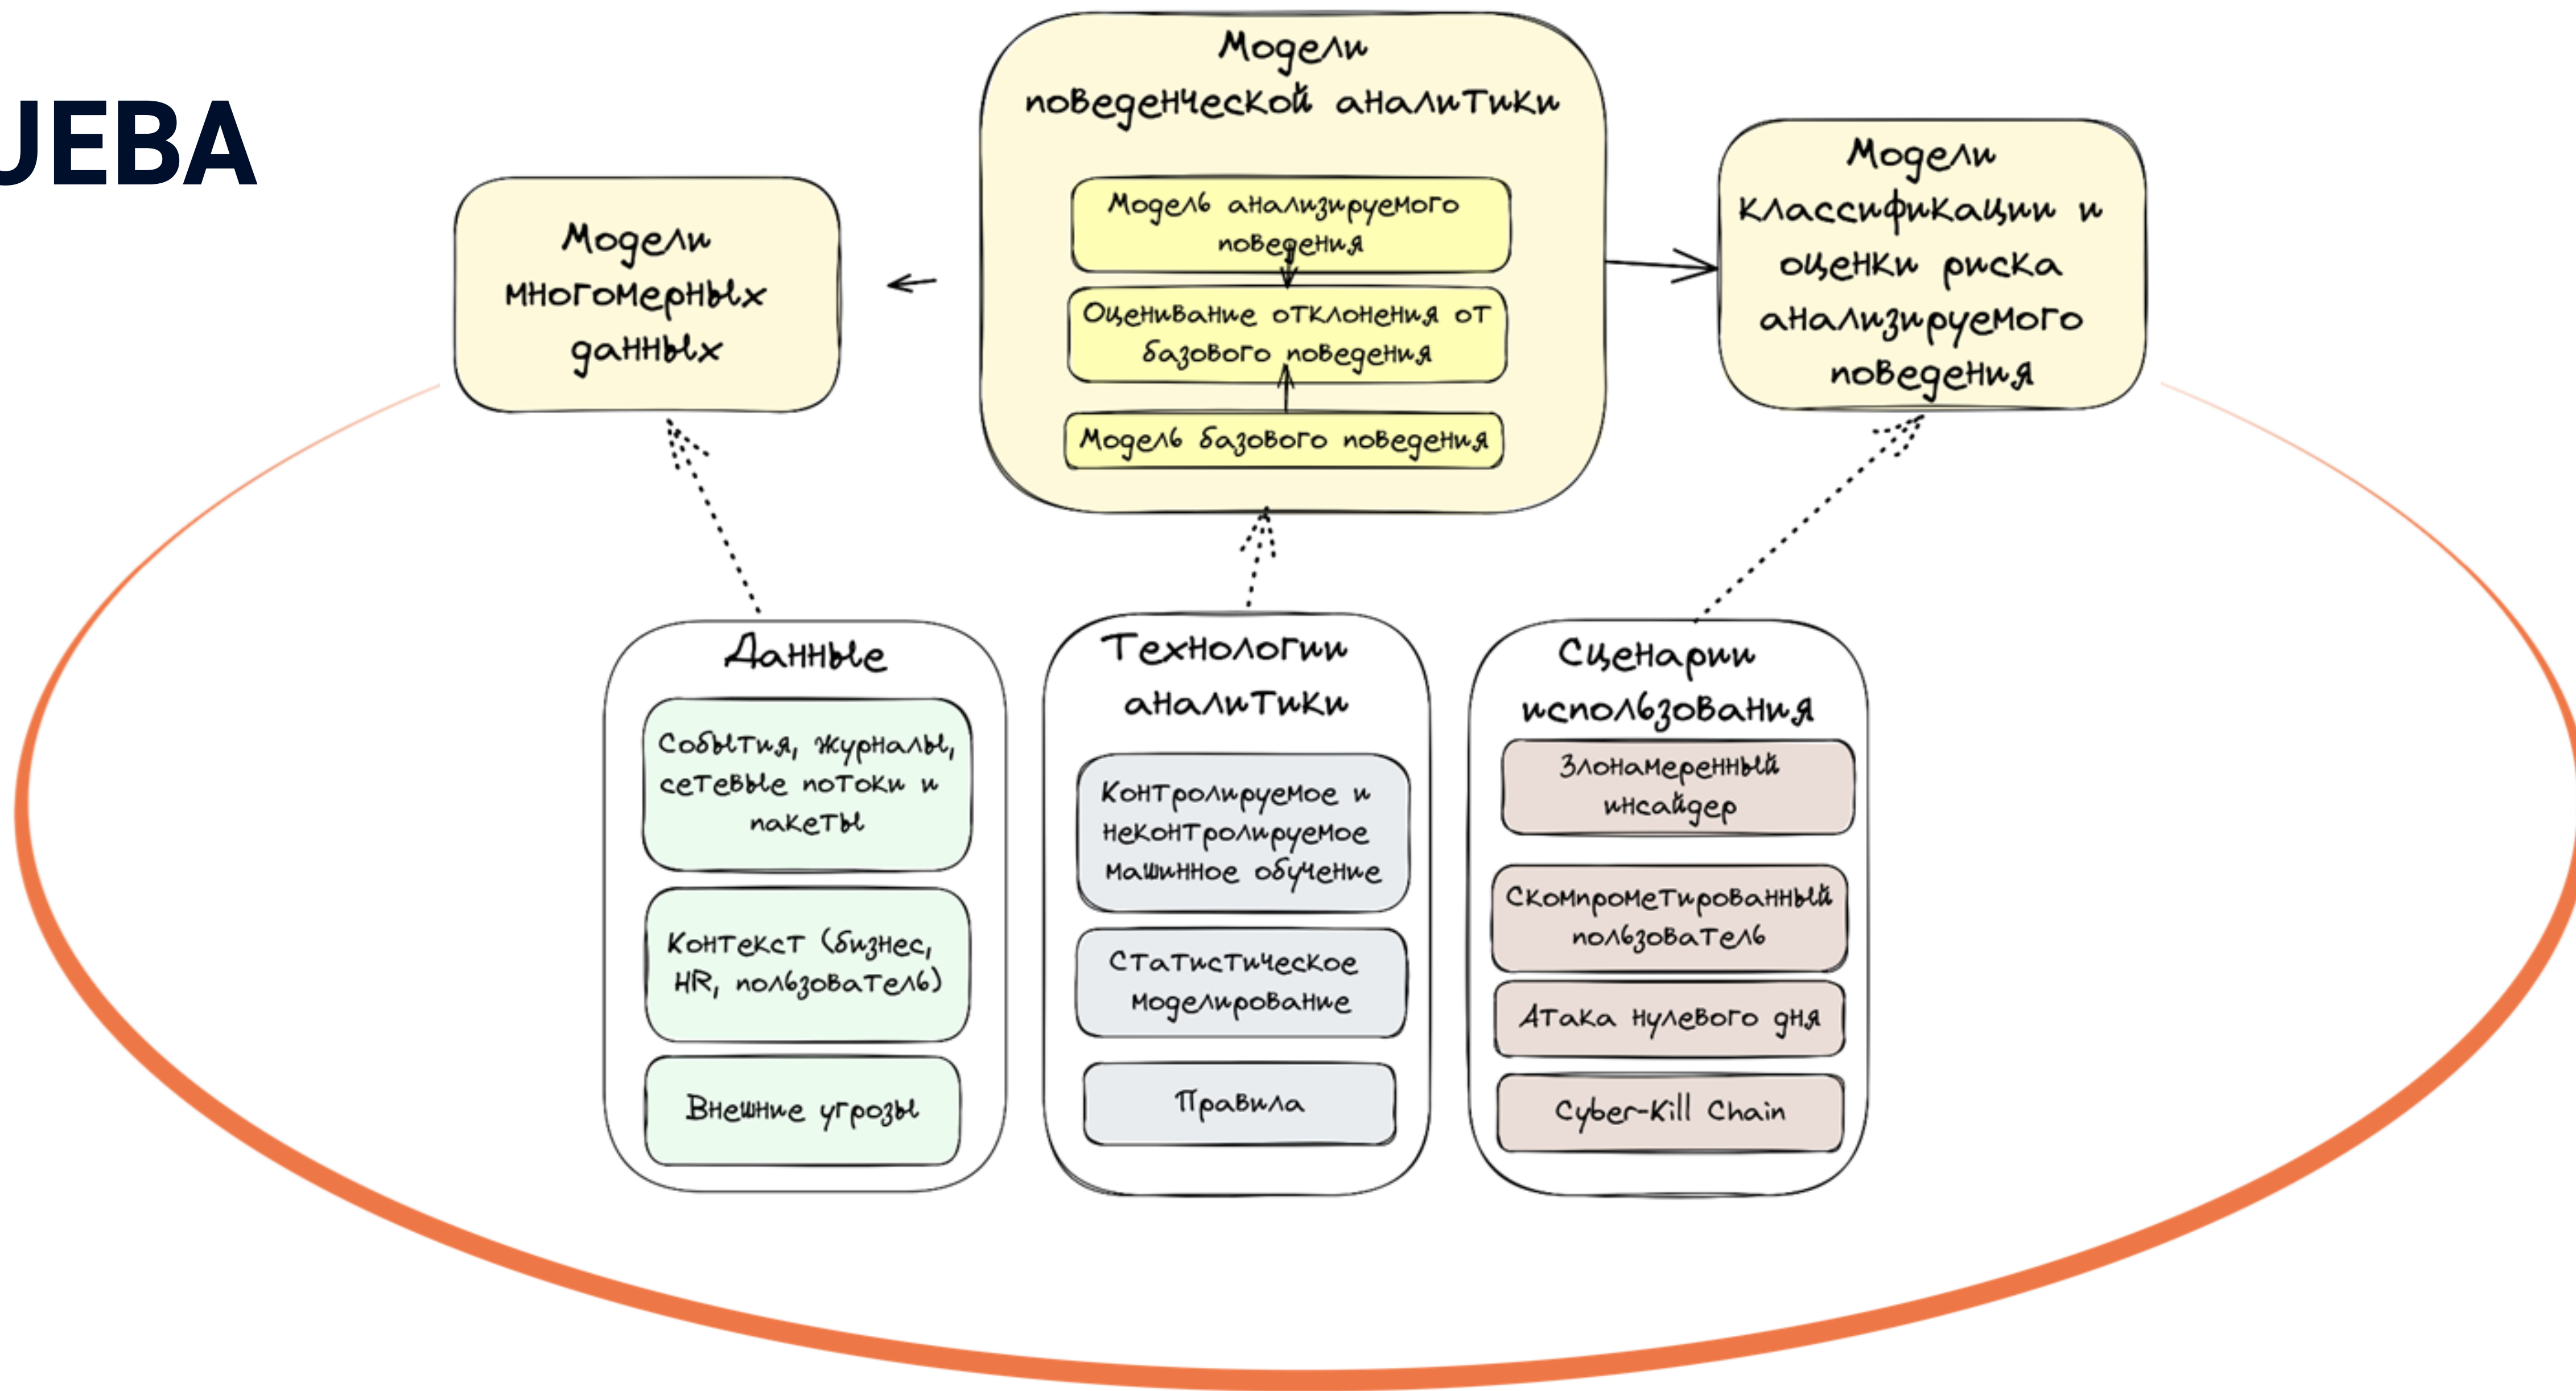 UEBA
Модели
поведенческой аналитики
Модель анализируемого
поведения
Оценивание отклонения от
базового поведения
Модель базового поведения
Модели
многомерных
данных
Модели
классификации и
оценки риска
анализируемого
поведения
Данные
События, журналы,
сетевые потоки и
пакеты
Контекст (бизнес,
HR, пользователь)
Внешние угрозы
Технологии
аналитики
Контролируемое и
неконтролируемое
машинное обучение
Статистическое
моделирование
Правила
Сценарии
использования
Злонамеренный
инсайдер
Скомпрометированный
пользователь
Атака нулевого дня
Cyber-Kill Chain